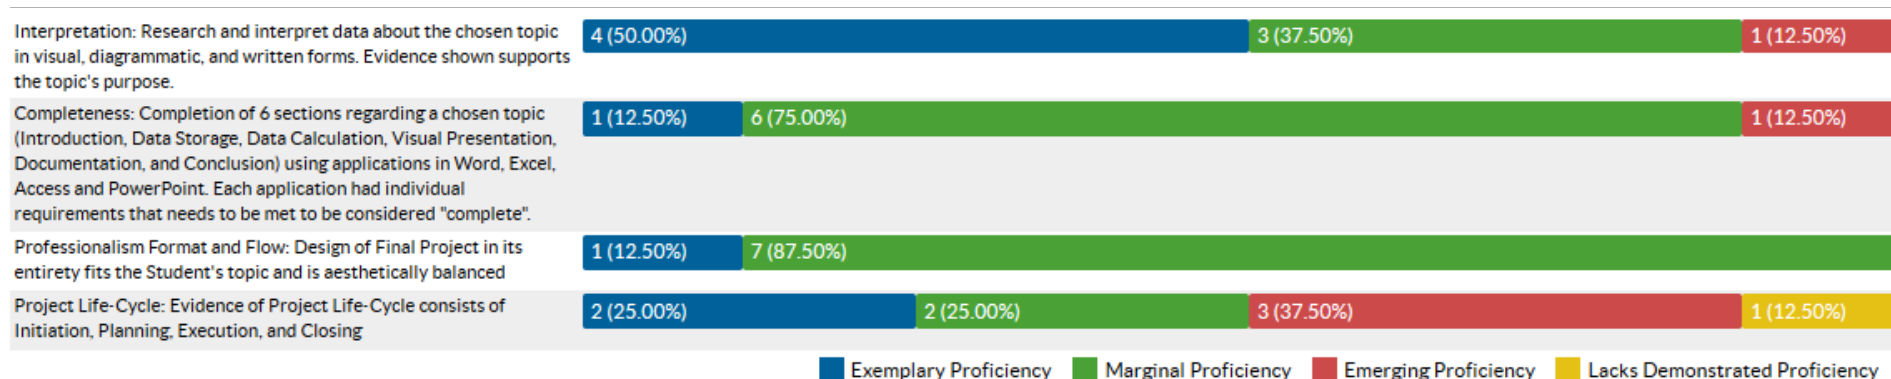 Interpretation: Research and interpret data about the chosen topic
in visual, diagrammatic, and written forms. Evidence shown supports
the topic's purpose.
4 (50.00%) 3 (37.50%) 1 (12.50%)
Completeness: Completion of 6 sections regarding a chosen topic
(Introduction, Data Storage, Data Calculation, Visual Presentation,
Documentation, and Conclusion) using applications in Word, Excel,
Access and PowerPoint. Each application had individual
requirements that needs to be met to be considered "complete".
1 (12.50%) 6 (75.00%) 1 (12.50%)
Professionalism Format and Flow: Design of Final Project in its
entirety fits the Student's topic and is aesthetically balanced
1 (12.50%) 7 (87.50%)
Project Life-Cycle: Evidence of Project Life-Cycle consists of
Initiation, Planning, Execution, and Closing
2 (25.00%) 2 (25.00%) 3 (37.50%) 1 (12.50%)
Exemplary Proficiency Marginal Proficiency Emerging Proficiency Lacks Demonstrated Proficiency